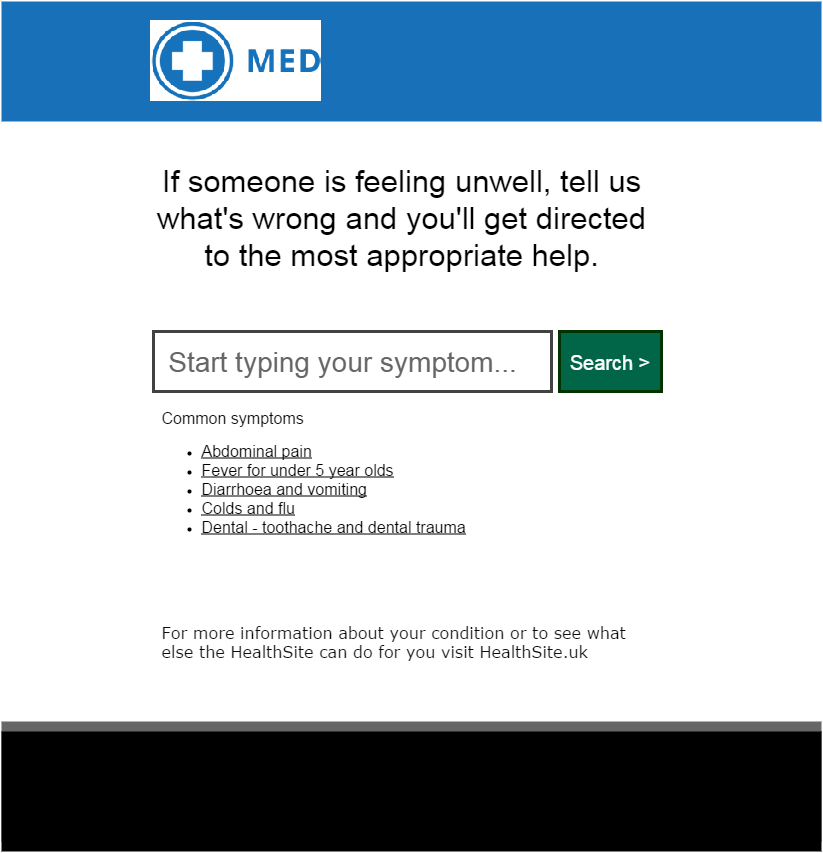 MED
If someone is feeling unwell, tell us
what's wrong and you'll get directed
to the most appropriate help.
Start typing your symptom...
Search >
Common symptoms
Abdominal pain
Fever for under 5 year olds
Diarrhoea and vomiting
Colds and flu
Dental - toothache and dental trauma
For more information about your condition or to see what
else the HealthSite can do for you visit HealthSite.uk